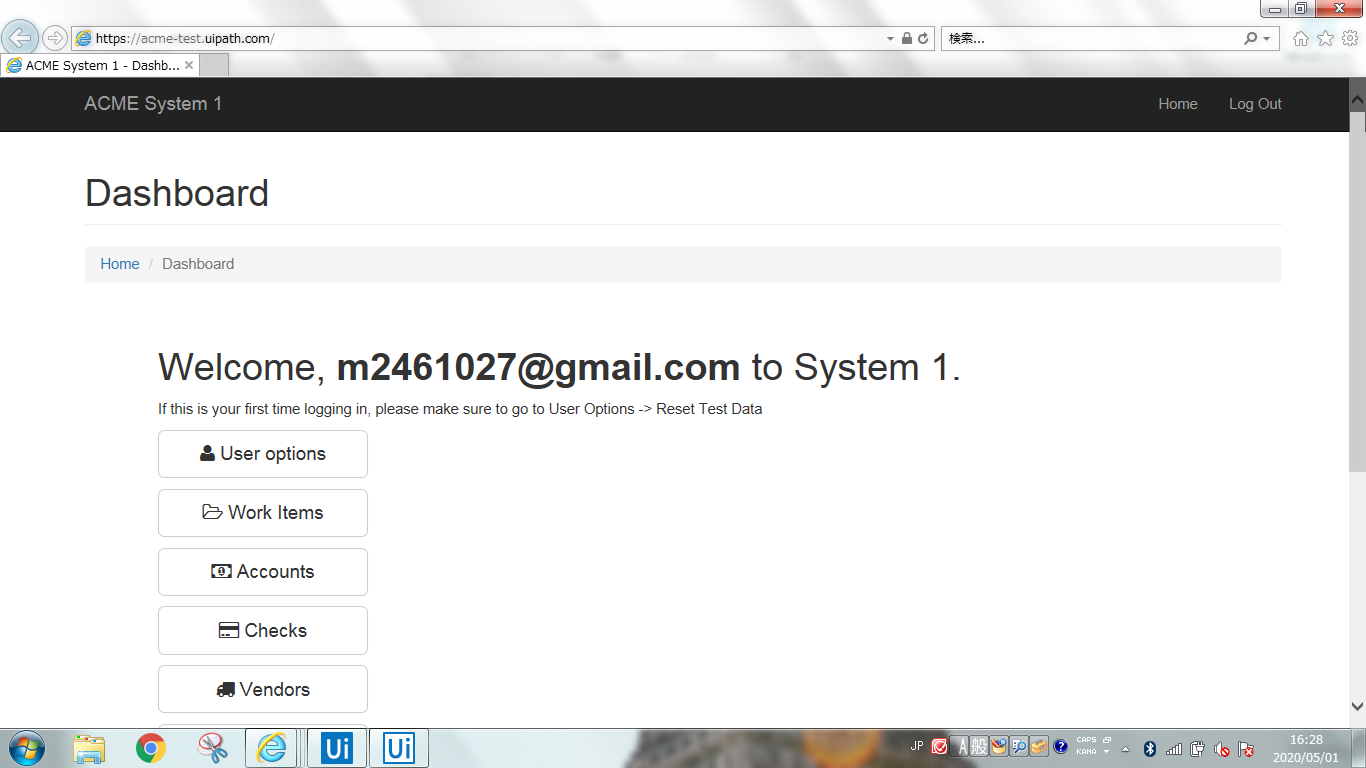 https://acme-test.uipath.com/
検索...
ACME System 1 - Dashb...
ACME System 1
Home
Log Out
Dashboard
Home / Dashboard
Welcome, m2461027@gmail.com to System 1.
If this is your first time logging in, please make sure to go to User Options -> Reset Test Data
User options
Work Items
Accounts
Checks
Vendors
Ui
Ui
JP
A 般
CAPS
KANA
16:28
2020/05/01